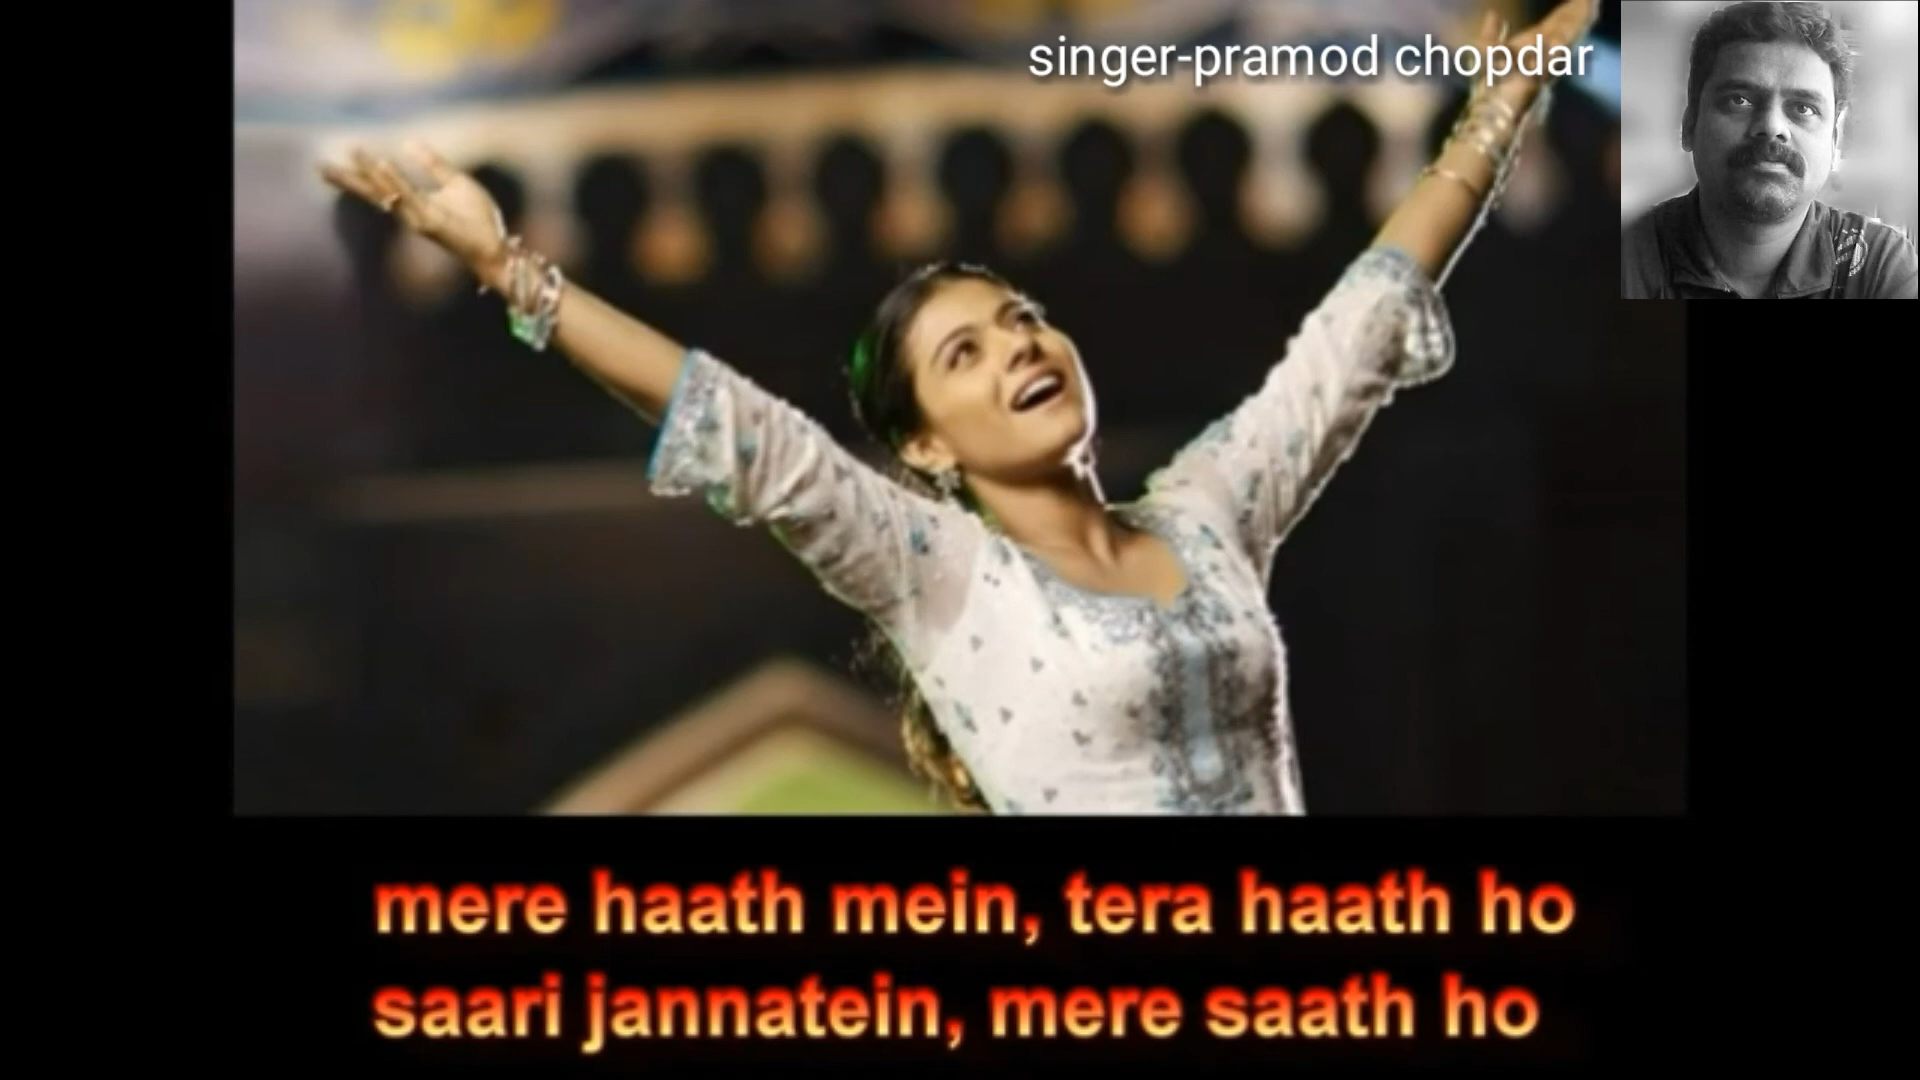 singer-pramod chopdar
mere haath mein, tera haath ho
saari jannatein, mere saath ho